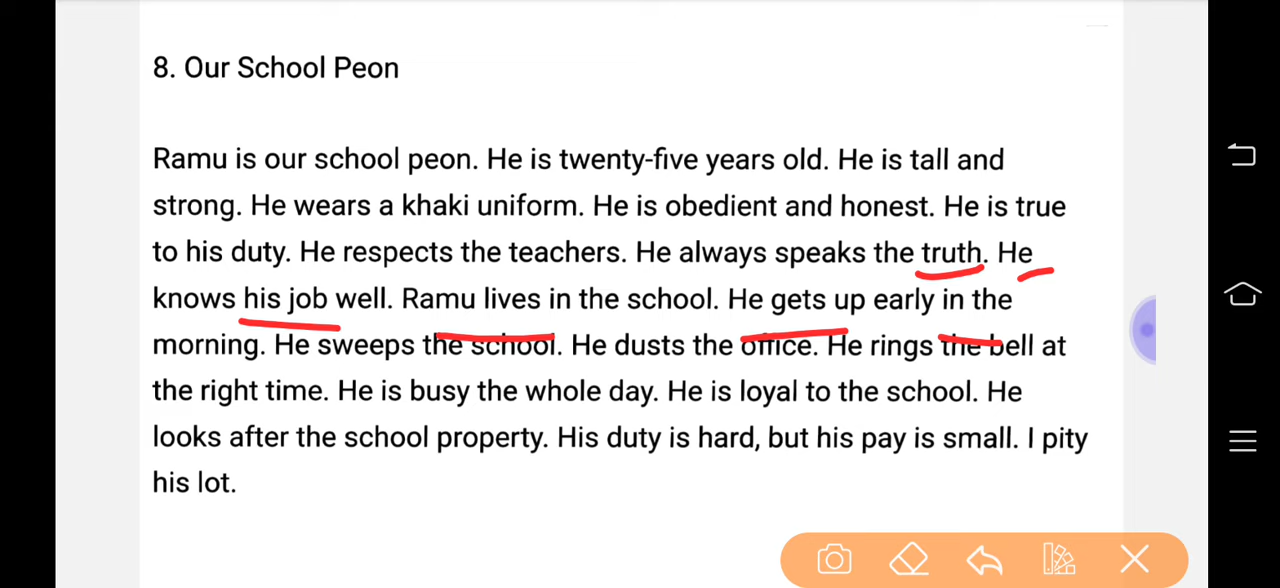 8. Our School Peon
Ramu is our school peon. He is twenty-five years old. He is tall and
strong. He wears a khaki uniform. He is obedient and honest. He is true
to his duty. He respects the teachers. He always speaks the truth. He
knows his job well. Ramu lives in the school. He gets up early in the
morning. He sweeps the school. He dusts the office. He rings the bell at
the right time. He is busy the whole day. He is loyal to the school. He
looks after the school property. His duty is hard, but his pay is small. I pity
his lot.